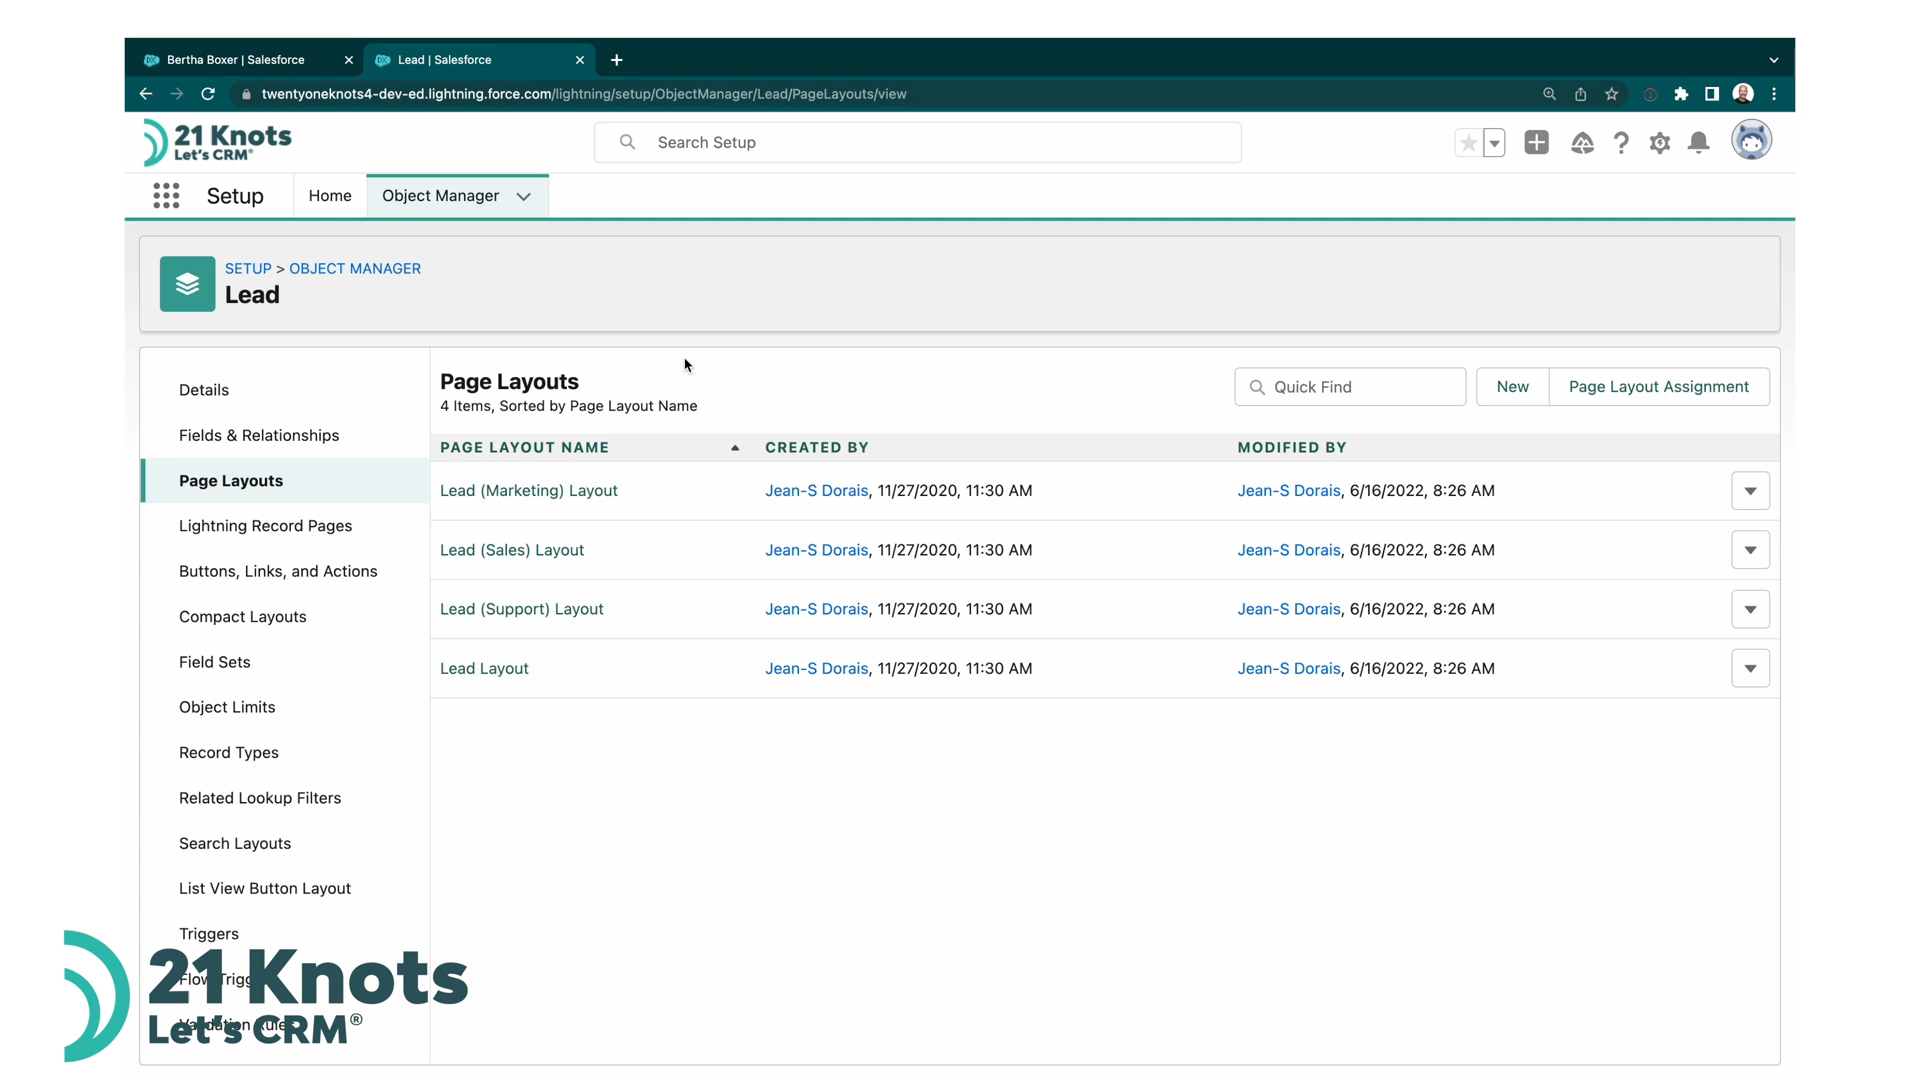 Bertha Boxer | Salesforce
Lead | Salesforce
twentyoneknots4-dev-ed.lightning.force.com/lightning/setup/ObjectManager/Lead/PageLayouts/view
21 Knots
Let's CRM®
Search Setup
Setup
Home
Object Manager
SETUP > OBJECT MANAGER
Lead
Details
Fields & Relationships
Page Layouts
Lightning Record Pages
Buttons, Links, and Actions
Compact Layouts
Field Sets
Object Limits
Record Types
Related Lookup Filters
Search Layouts
List View Button Layout
Triggers
Page Layouts
4 Items, Sorted by Page Layout Name
Quick Find
New
Page Layout Assignment
PAGE LAYOUT NAME CREATED BY MODIFIED BY
Lead (Marketing) Layout Jean-S Dorais, 11/27/2020, 11:30 AM Jean-S Dorais, 6/16/2022, 8:26 AM
Lead (Sales) Layout Jean-S Dorais, 11/27/2020, 11:30 AM Jean-S Dorais, 6/16/2022, 8:26 AM
Lead (Support) Layout Jean-S Dorais, 11/27/2020, 11:30 AM Jean-S Dorais, 6/16/2022, 8:26 AM
Lead Layout Jean-S Dorais, 11/27/2020, 11:30 AM Jean-S Dorais, 6/16/2022, 8:26 AM
21 Knots
Let's CRM®